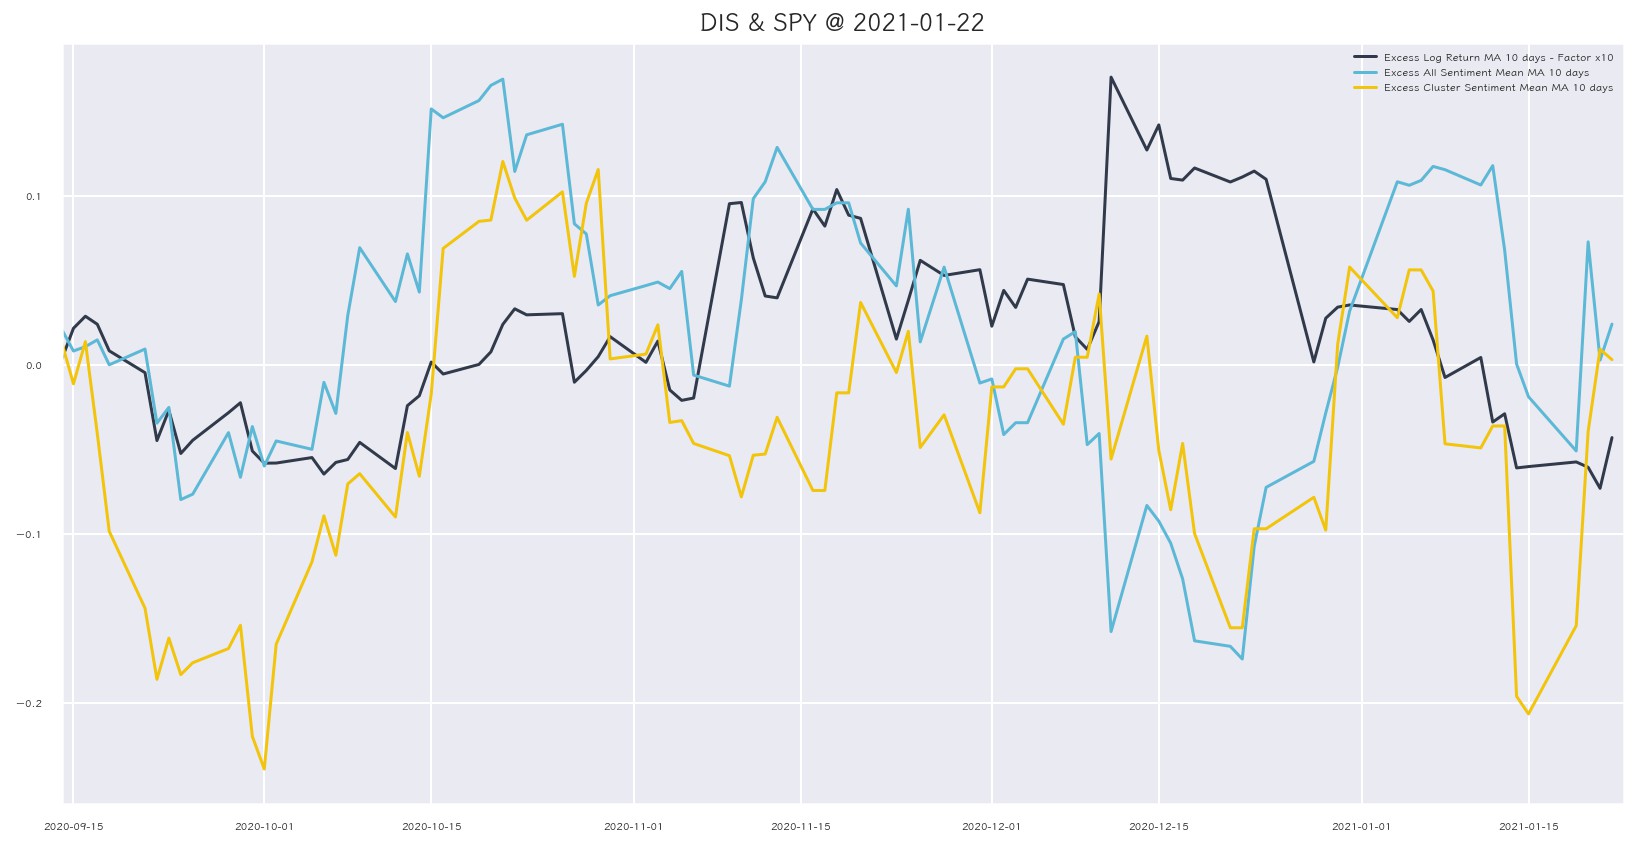 DIS & SPY @ 2021-01-22
Excess Log Return MA 10 days - Factor x10
Excess All Sentiment Mean MA 10 days
Excess Cluster Sentiment Mean MA 10 days
0.1
0.0
−0.1
−0.2
2020-09-15 2020-10-01 2020-10-15 2020-11-01 2020-11-15 2020-12-01 2020-12-15 2021-01-01 2021-01-15